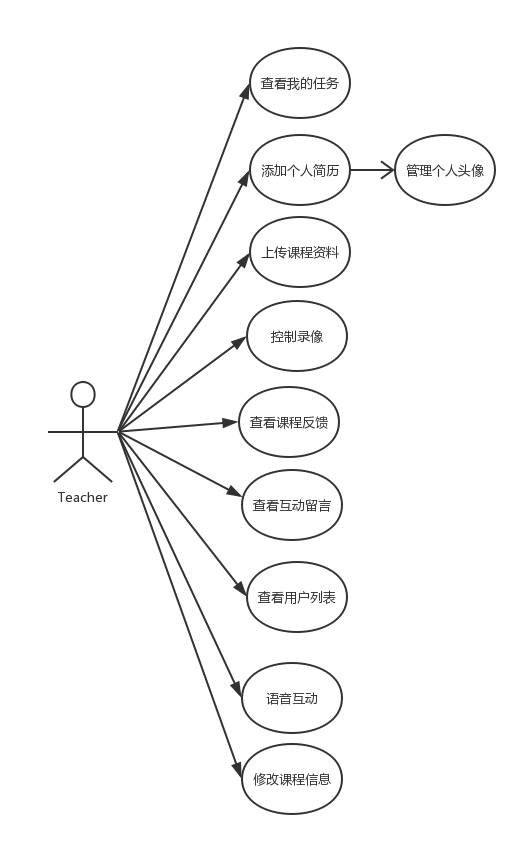 查看我的任务
添加个人简历
管理个人头像
上传课程资料
控制录像
查看课程反馈
Teacher
查看互动留言
查看用户列表
语音互动
修改课程信息